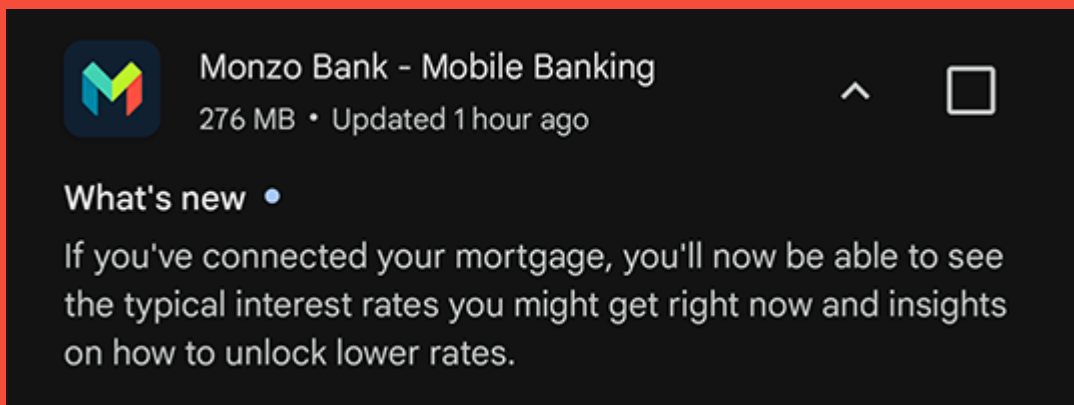 Monzo Bank - Mobile Banking
276 MB • Updated 1 hour ago
What's new
If you've connected your mortgage, you'll now be able to see
the typical interest rates you might get right now and insights
on how to unlock lower rates.